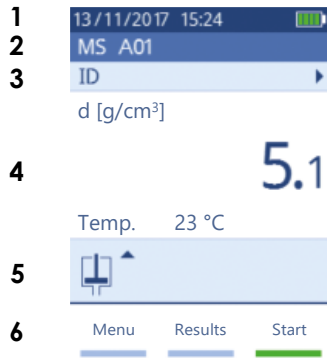 1 13/11/2017 15:24
2 MS A01
3 ID
d [g/cm³]
4 5.1
Temp. 23 °C
5
6 Menu Results Start